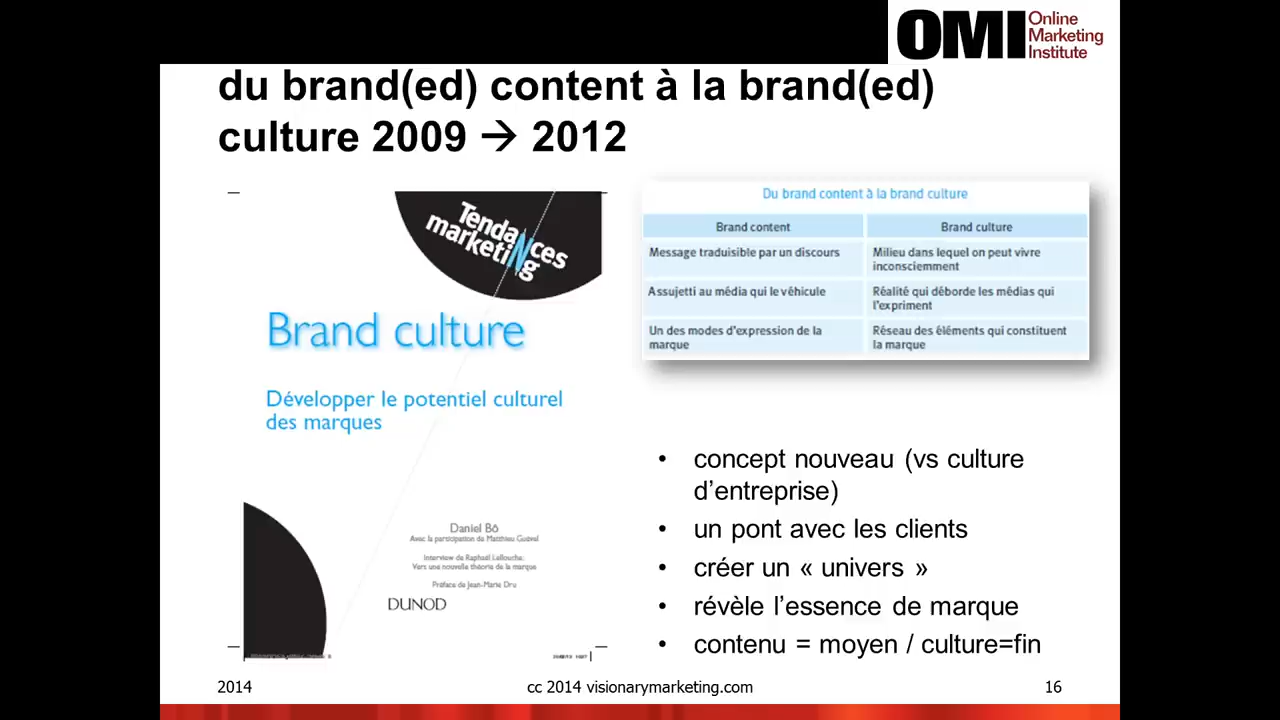 OMI Online
Marketing
Institute
du brand(ed) content à la brand(ed)
culture 2009 → 2012
Tendances
marketing
Brand culture
Développer le potentiel culturel
des marques
Daniel Bô
Avec la participation de Matthieu Guével
Interview de Raphaël Lellouche:
Vers une nouvelle théorie de la marque
Préface de Jean-Marie Dru
DUNOD
Du brand content à la brand culture
Brand content Brand culture
Message traduisible par un discours
Milieu dans lequel on peut vivre
inconsciemment
Assujetti au média qui le véhicule
Réalité qui déborde les médias qui
l'expriment
Un des modes d'expression de la
marque
Réseau des éléments qui constituent
la marque
• concept nouveau (vs culture
d’entreprise)
• un pont avec les clients
• créer un « univers »
• révèle l’essence de marque
• contenu = moyen / culture=fin
2014 cc 2014 visionarymarketing.com 16